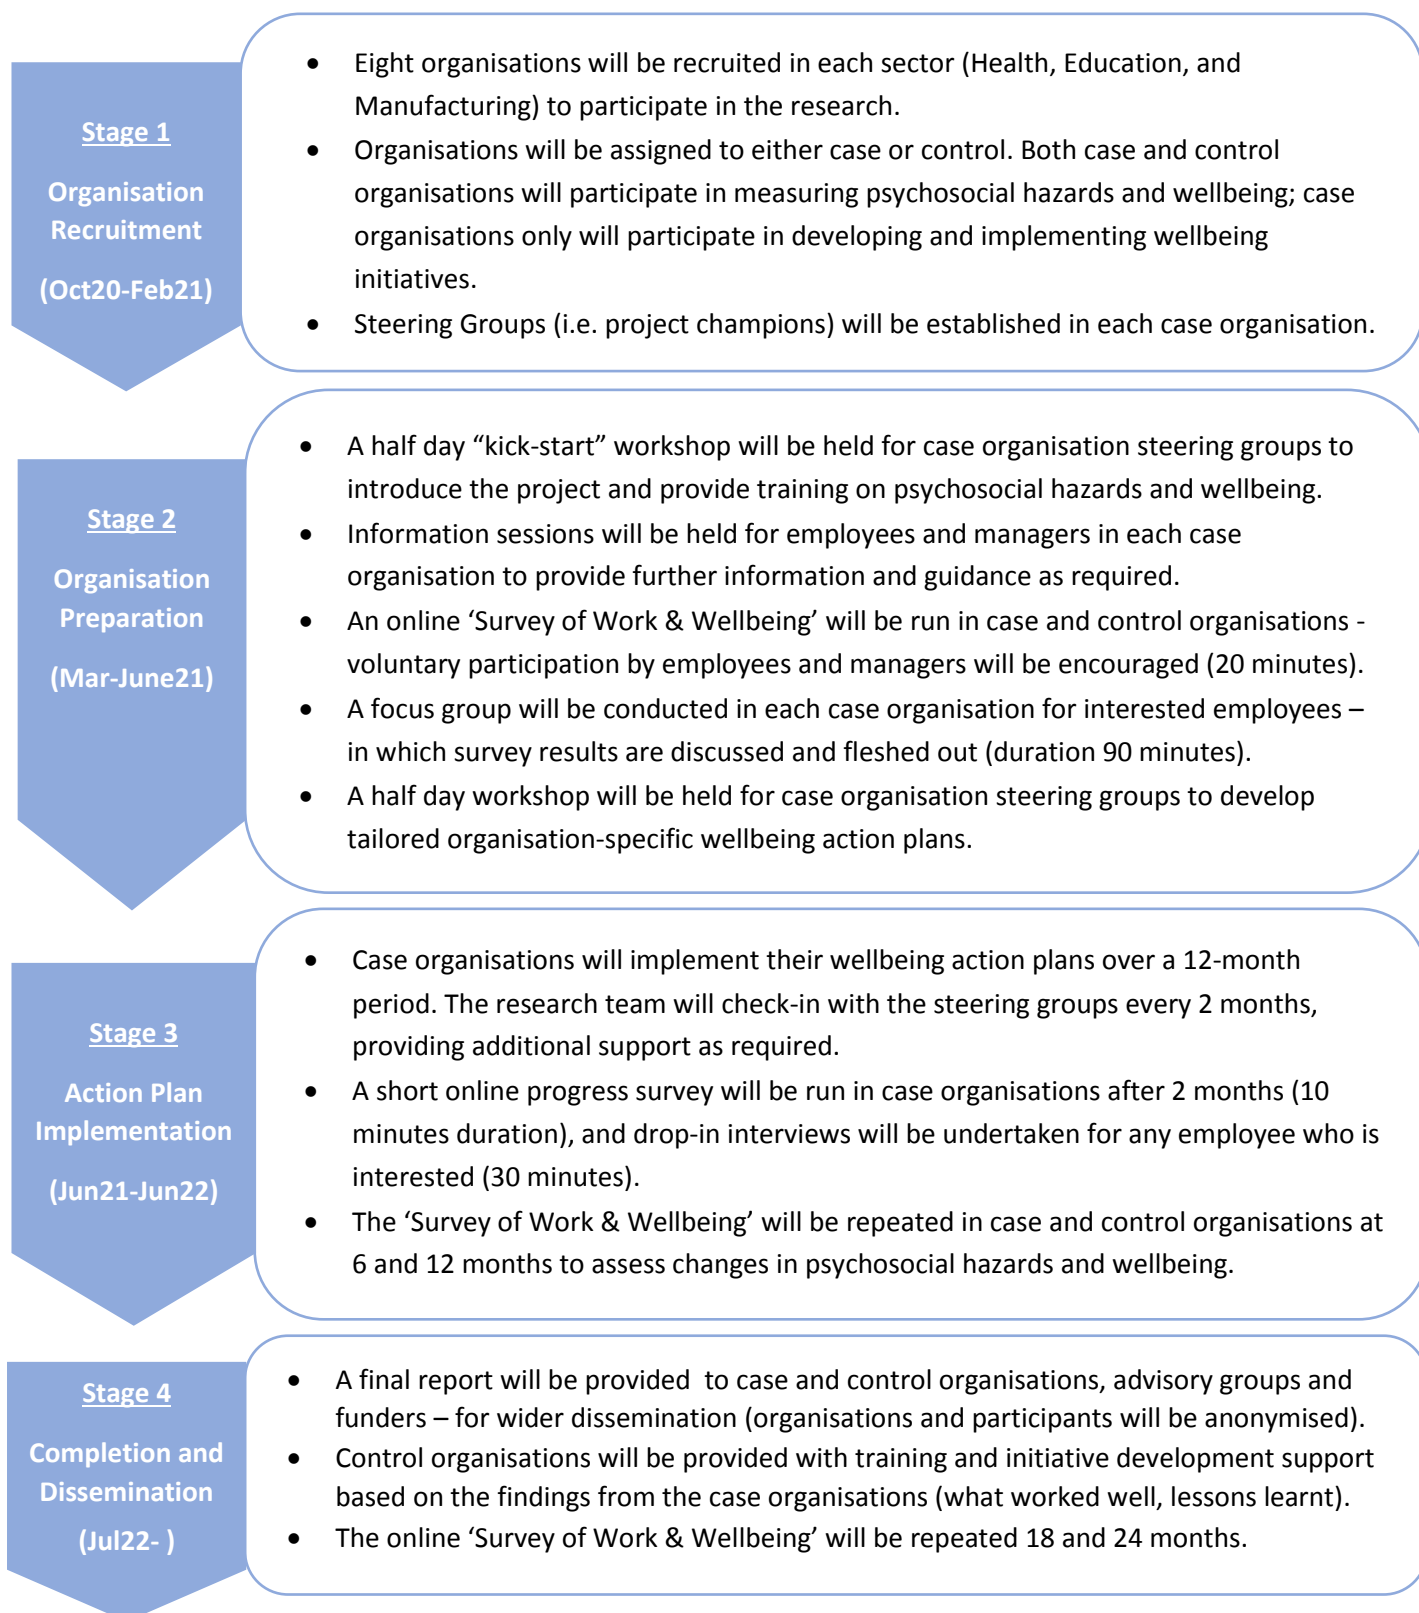 Stage 1
Organisation
Recruitment
(Oct20-Feb21)
• Eight organisations will be recruited in each sector (Health, Education, and
Manufacturing) to participate in the research.
• Organisations will be assigned to either case or control. Both case and control
organisations will participate in measuring psychosocial hazards and wellbeing; case
organisations only will participate in developing and implementing wellbeing
initiatives.
• Steering Groups (i.e. project champions) will be established in each case organisation.
Stage 2
Organisation
Preparation
(Mar-June21)
• A half day “kick-start” workshop will be held for case organisation steering groups to
introduce the project and provide training on psychosocial hazards and wellbeing.
• Information sessions will be held for employees and managers in each case
organisation to provide further information and guidance as required.
• An online ‘Survey of Work & Wellbeing’ will be run in case and control organisations -
voluntary participation by employees and managers will be encouraged (20 minutes).
• A focus group will be conducted in each case organisation for interested employees –
in which survey results are discussed and fleshed out (duration 90 minutes).
• A half day workshop will be held for case organisation steering groups to develop
tailored organisation-specific wellbeing action plans.
Stage 3
Action Plan
Implementation
(Jun21-Jun22)
• Case organisations will implement their wellbeing action plans over a 12-month
period. The research team will check-in with the steering groups every 2 months,
providing additional support as required.
• A short online progress survey will be run in case organisations after 2 months (10
minutes duration), and drop-in interviews will be undertaken for any employee who is
interested (30 minutes).
• The ‘Survey of Work & Wellbeing’ will be repeated in case and control organisations at
6 and 12 months to assess changes in psychosocial hazards and wellbeing.
Stage 4
Completion and
Dissemination
(Jul22- )
• A final report will be provided  to case and control organisations, advisory groups and
funders – for wider dissemination (organisations and participants will be anonymised).
• Control organisations will be provided with training and initiative development support
based on the findings from the case organisations (what worked well, lessons learnt).
• The online ‘Survey of Work & Wellbeing’ will be repeated 18 and 24 months.